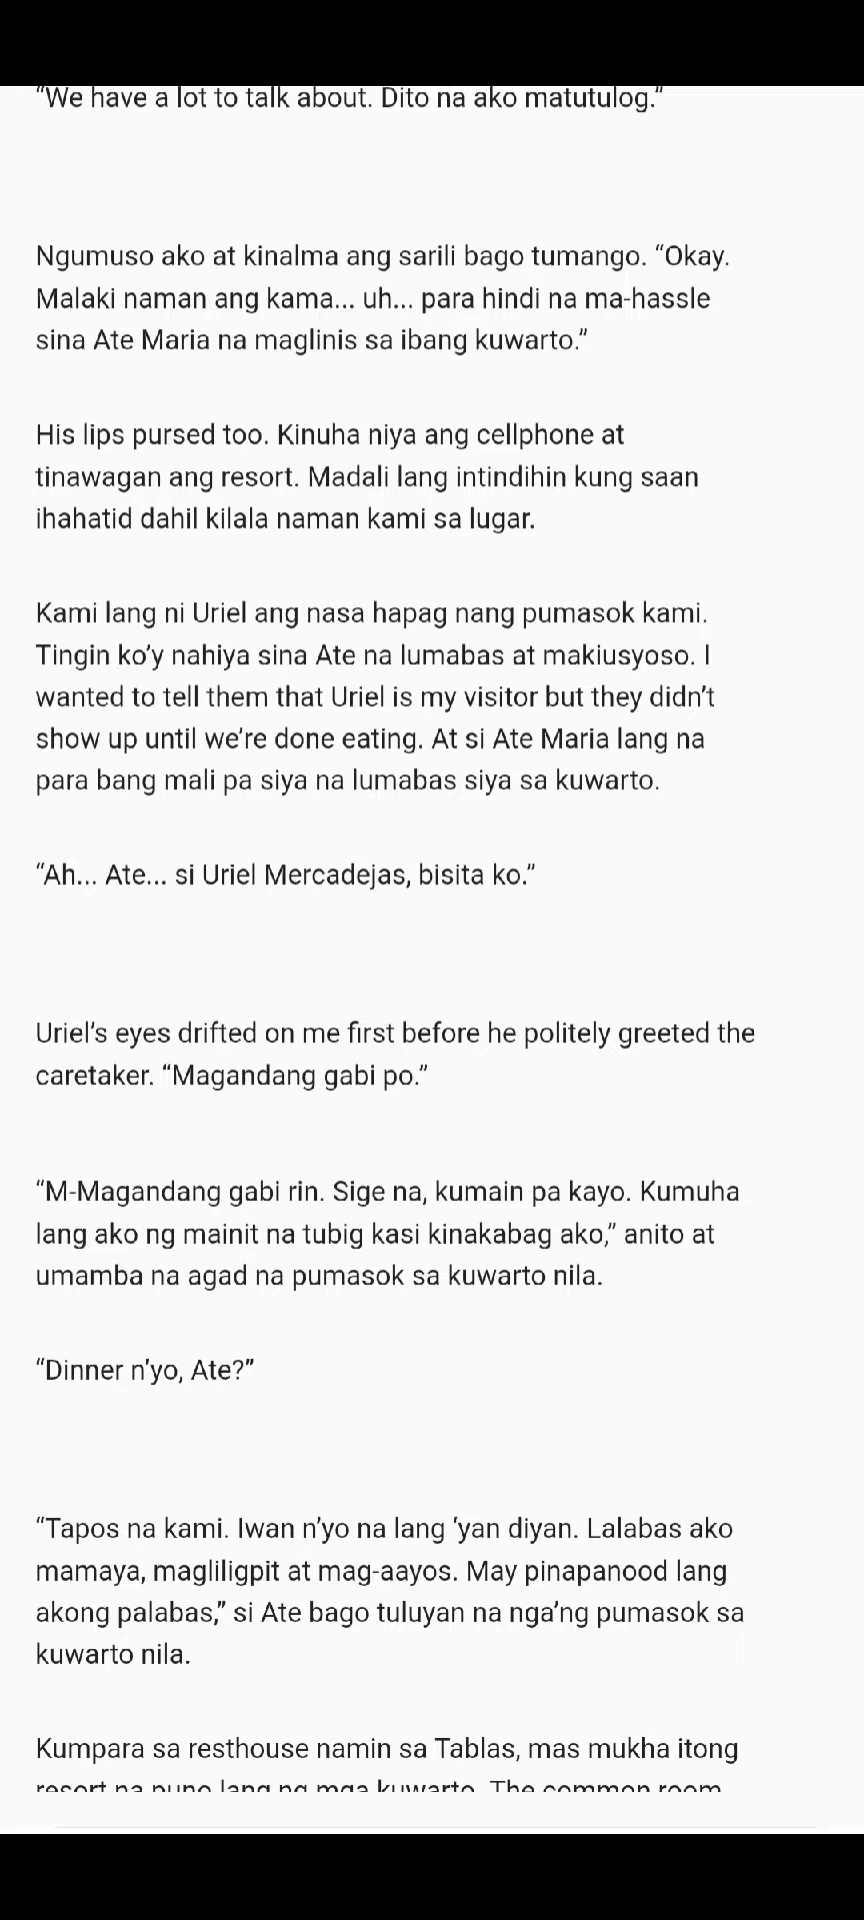 “We have a lot to talk about. Dito na ako matutulog.”
Ngumuso ako at kinalma ang sarili bago tumango. “Okay.
Malaki naman ang kama... uh... para hindi na ma-hassle
sina Ate Maria na maglinis sa ibang kuwarto.”
His lips pursed too. Kinuha niya ang cellphone at
tinawagan ang resort. Madali lang intindihin kung saan
ihahatid dahil kilala naman kami sa lugar.
Kami lang ni Uriel ang nasa hapag nang pumasok kami.
Tingin ko’y nahiya sina Ate na lumabas at makiusyoso. I
wanted to tell them that Uriel is my visitor but they didn’t
show up until we’re done eating. At si Ate Maria lang na
para bang mali pa siya na lumabas siya sa kuwarto.
“Ah... Ate... si Uriel Mercadejas, bisita ko.”
Uriel’s eyes drifted on me first before he politely greeted the
caretaker. “Magandang gabi po.”
“M-Magandang gabi rin. Sige na, kumain pa kayo. Kumuha
lang ako ng mainit na tubig kasi kinakabag ako,” anito at
umamba na agad na pumasok sa kuwarto nila.
“Dinner n’yo, Ate?”
“Tapos na kami. Iwan n’yo na lang ‘yan diyan. Lalabas ako
mamaya, magliligpit at mag-aayos. May pinapanood lang
akong palabas,” si Ate bago tuluyan na nga’ng pumasok sa
kuwarto nila.
Kumpara sa resthouse namin sa Tablas, mas mukha itong
resort na puno lang ng mga kuwarto. The common room